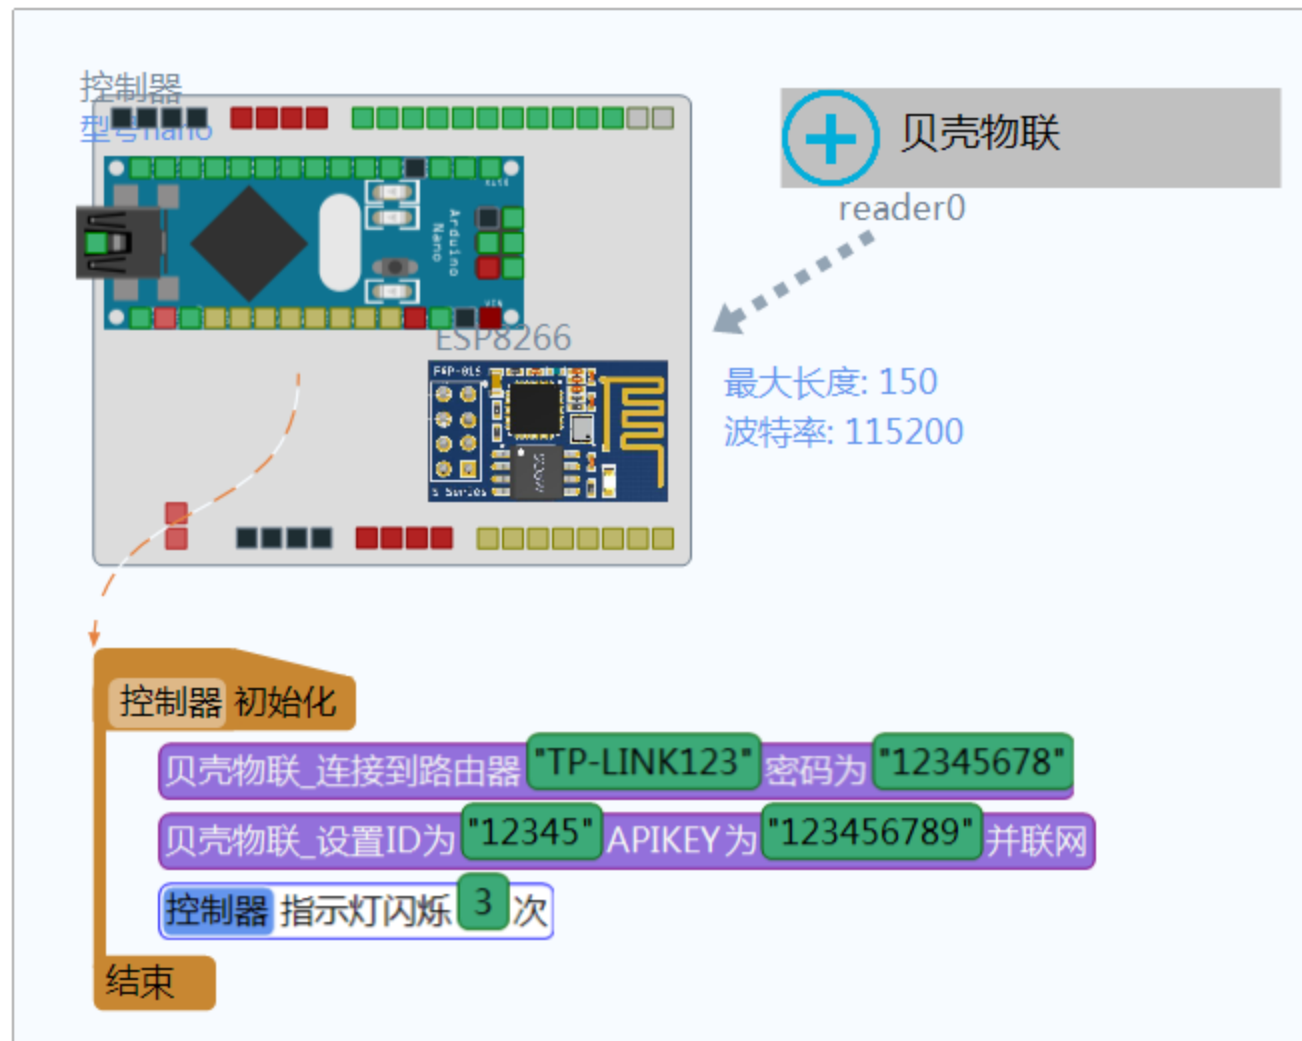 控制器
型号nano
贝壳物联
reader0
Arduino
Nano
VIN
ESP8266
最大长度: 150
波特率: 115200
控制器 初始化
贝壳物联_连接到路由器 "TP-LINK123" 密码为 "12345678"
贝壳物联_设置ID为 "12345" APIKEY为 "123456789" 并联网
控制器 指示灯闪烁 3 次
结束